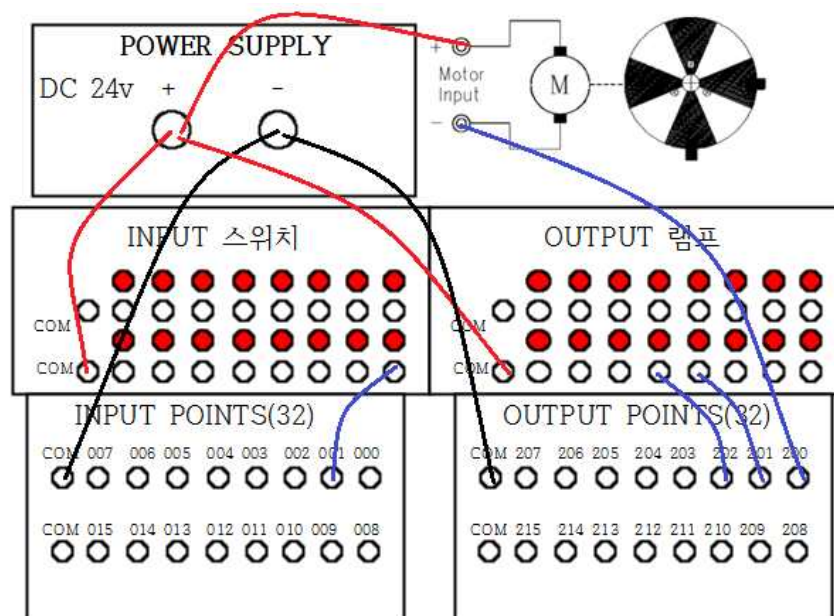 POWER SUPPLY
DC 24v + -
+
Motor
Input
-
M
INPUT 스위치
COM
COM
OUTPUT 램프
COM
COM
INPUT POINTS(32)
COM 007 006 005 004 003 002 001 000
COM 015 014 013 012 011 010 009 008
OUTPUT POINTS(32)
COM 207 206 205 204 203 202 201 200
COM 215 214 213 212 211 210 209 208